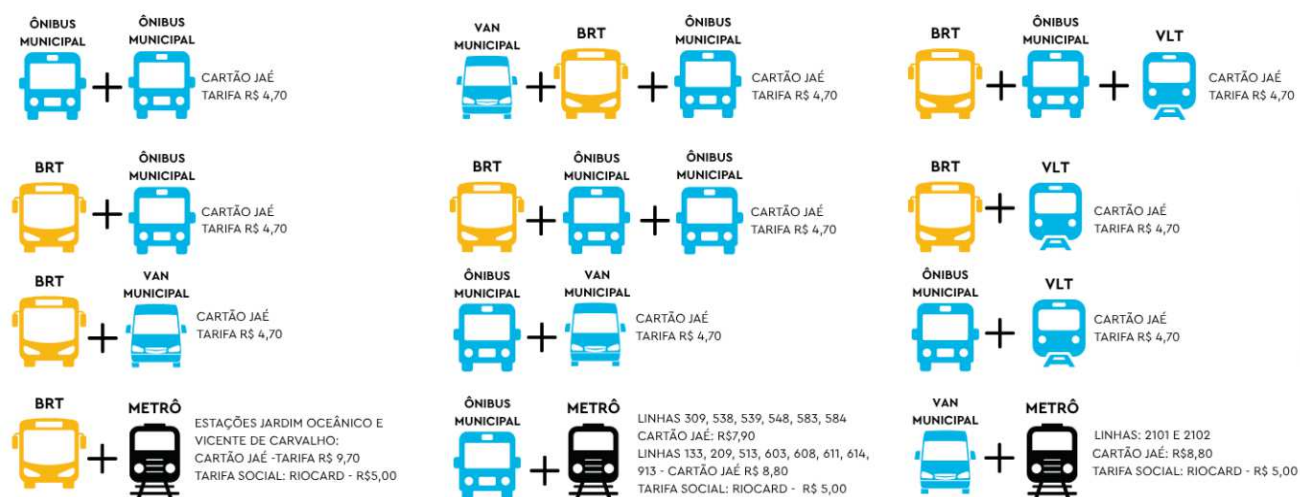 ÔNIBUS
MUNICIPAL
ÔNIBUS
MUNICIPAL
CARTÃO JAÉ
TARIFA R$ 4,70
VAN
MUNICIPAL
BRT
ÔNIBUS
MUNICIPAL
CARTÃO JAÉ
TARIFA R$ 4,70
BRT
ÔNIBUS
MUNICIPAL
VLT
CARTÃO JAÉ
TARIFA R$ 4,70
BRT
ÔNIBUS
MUNICIPAL
CARTÃO JAÉ
TARIFA R$ 4,70
BRT
ÔNIBUS
MUNICIPAL
ÔNIBUS
MUNICIPAL
CARTÃO JAÉ
TARIFA R$ 4,70
BRT
VLT
CARTÃO JAÉ
TARIFA R$ 4,70
BRT
VAN
MUNICIPAL
CARTÃO JAÉ
TARIFA R$ 4,70
ÔNIBUS
MUNICIPAL
VAN
MUNICIPAL
CARTÃO JAÉ
TARIFA R$ 4,70
ÔNIBUS
MUNICIPAL
VLT
CARTÃO JAÉ
TARIFA R$ 4,70
BRT
METRÔ
ESTAÇÕES JARDIM OCEÂNICO E
VICENTE DE CARVALHO:
CARTÃO JAÉ -TARIFA R$ 9,70
TARIFA SOCIAL: RIOCARD - R$5,00
ÔNIBUS
MUNICIPAL
METRÔ
LINHAS 309, 538, 539, 548, 583, 584
CARTÃO JAÉ: R$7,90
LINHAS 133, 209, 513, 603, 608, 611, 614,
913 - CARTÃO JAÉ R$ 8,80
TARIFA SOCIAL: RIOCARD - R$ 5,00
VAN
MUNICIPAL
METRÔ
LINHAS: 2101 E 2102
CARTÃO JAÉ: R$8,80
TARIFA SOCIAL: RIOCARD - R$ 5,00